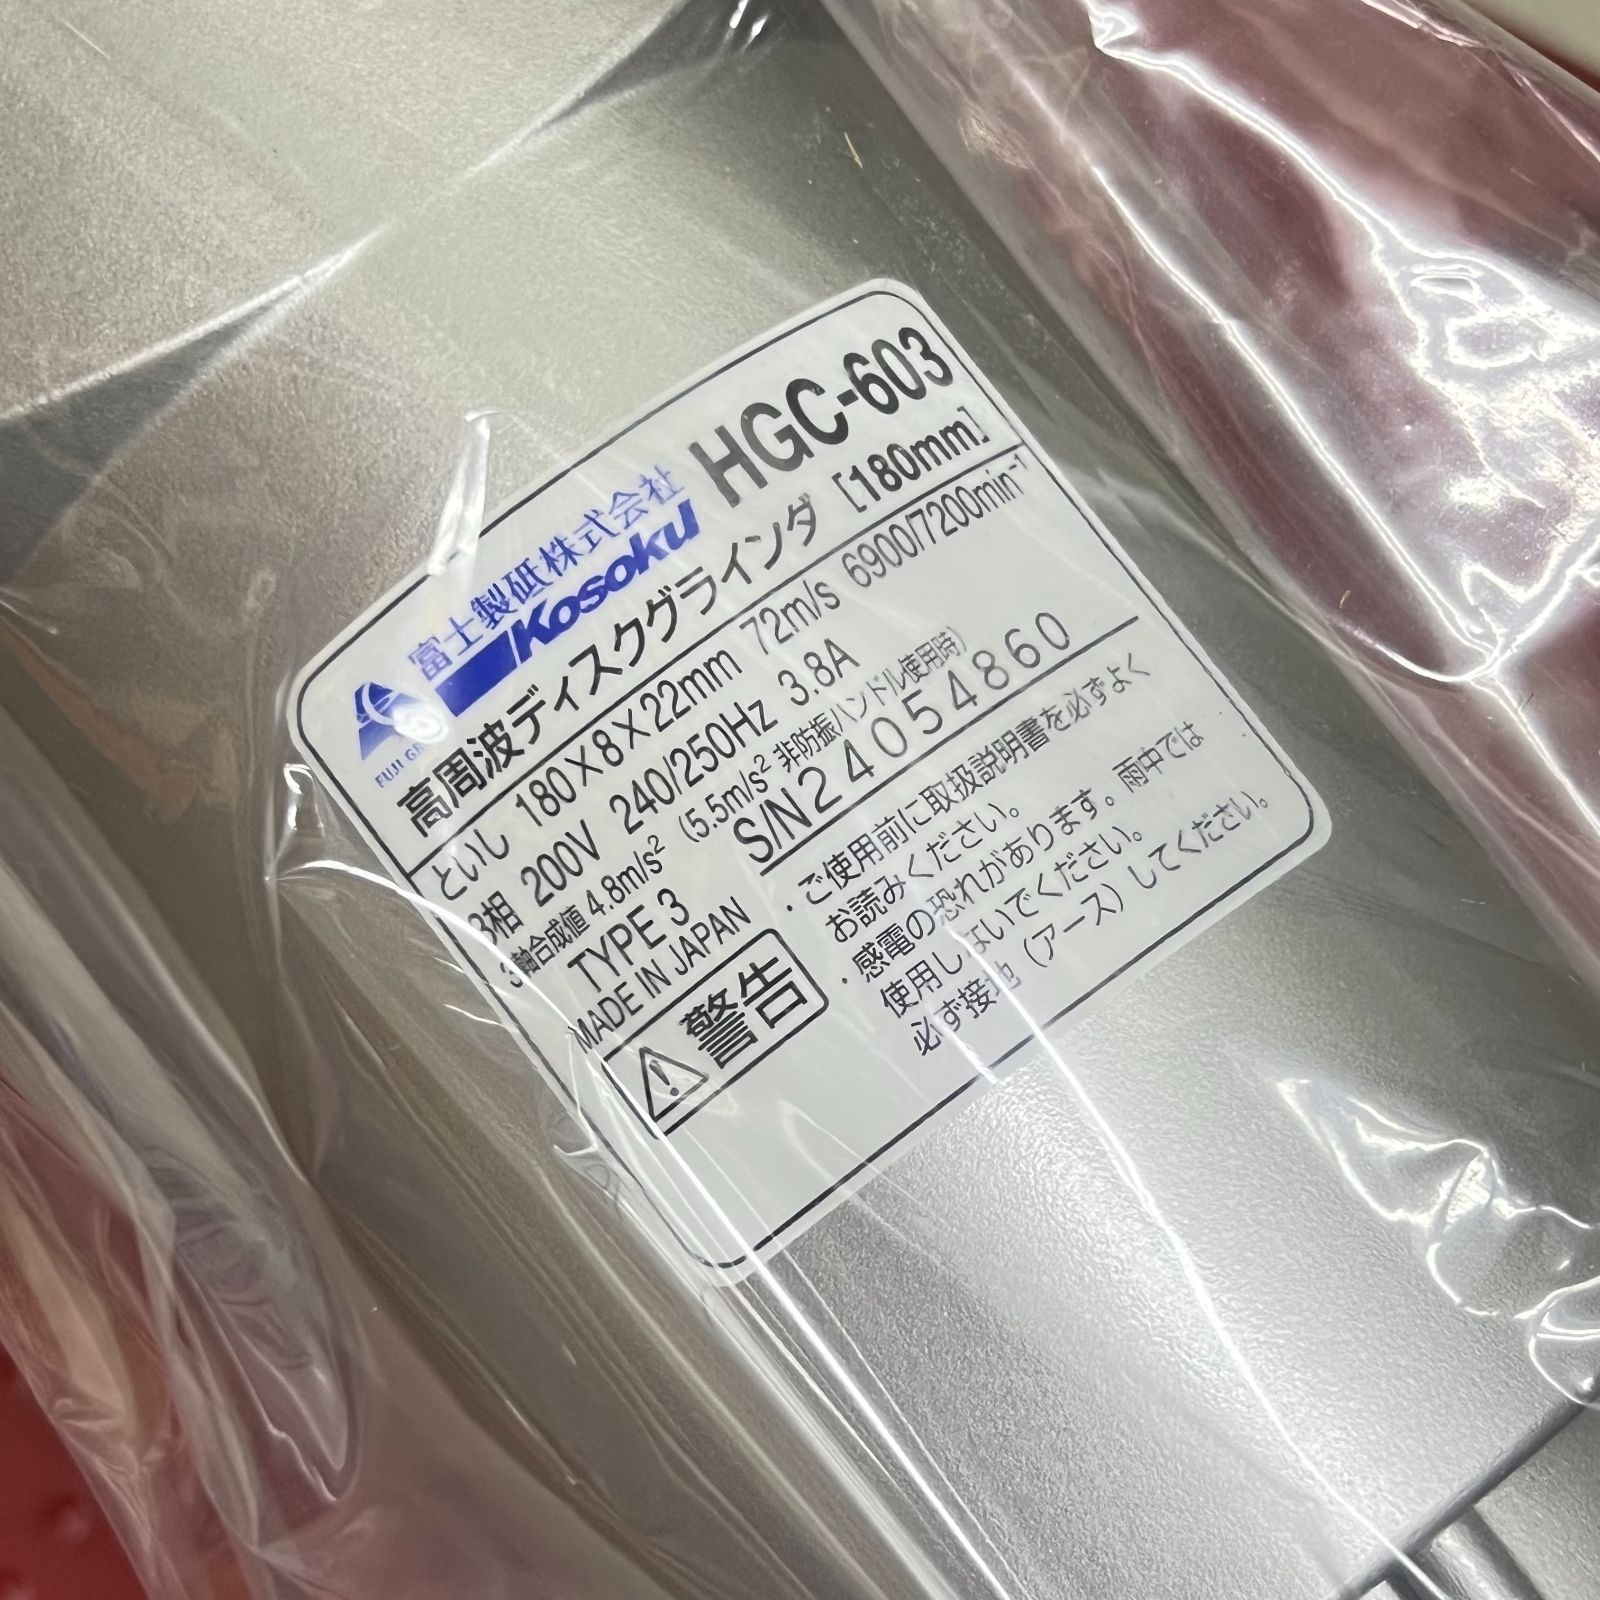 富士製砥株式会社
Kosoku
HGC-603
FUJI GR
高周波ディスクグラインダ [180mm]
といし 180×8×22mm 72m/s 6900/7200min⁻¹
3相 200V 240/250Hz 3.8A
3軸合成値 4.8m/s² (5.5m/s² 非防振ハンドル使用時)
TYPE 3
S/N 24054860
MADE IN JAPAN
警告
・ご使用前に取扱説明書を必ずよく
お読みください。
・感電の恐れがあります。雨中では
使用しないでください。
必ず接地(アース)してください。